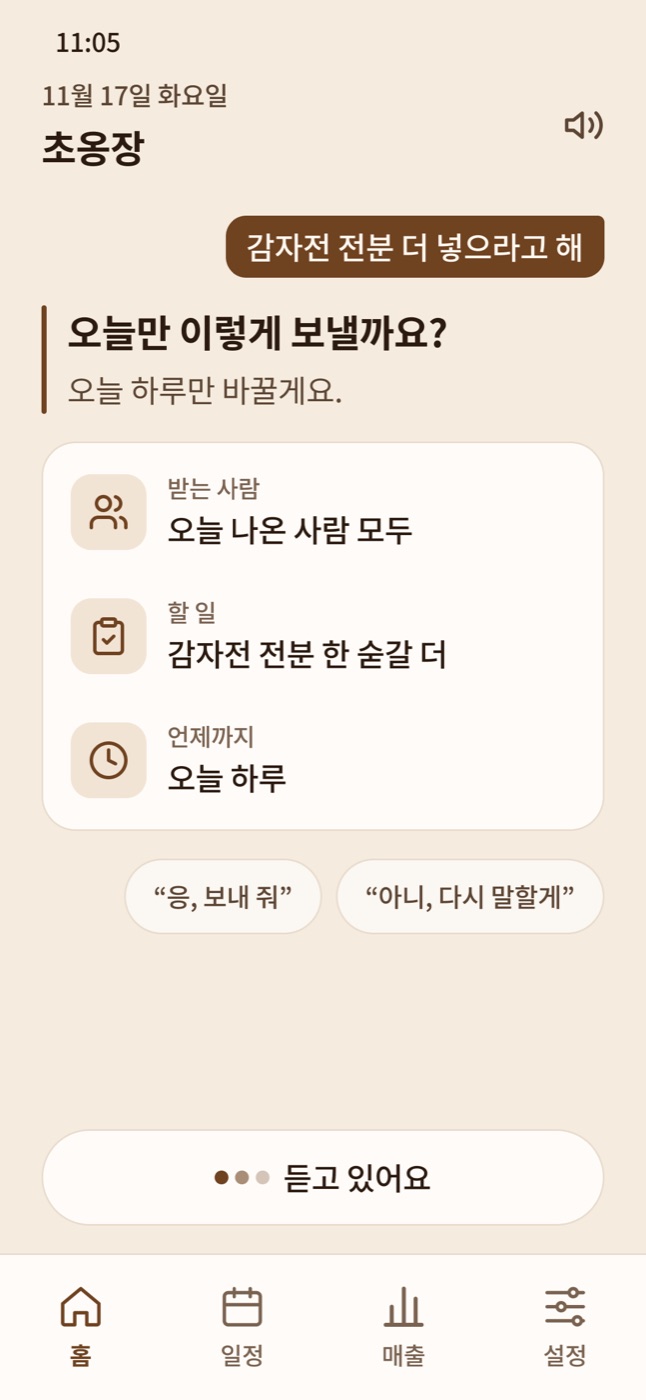 11:05
11월 17일 화요일
초옹장
감자전 전분 더 넣으라고 해
오늘만 이렇게 보낼까요?
오늘 하루만 바꿀게요.
받는 사람
오늘 나온 사람 모두
할 일
감자전 전분 한 숟갈 더
언제까지
오늘 하루
“응, 보내 줘” “아니, 다시 말할게”
듣고 있어요
홈 일정 매출 설정